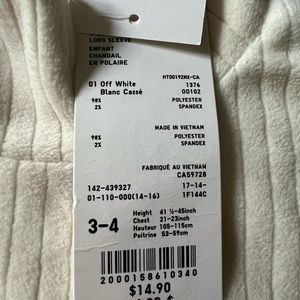 LONG SLEEVE
ENFANT
CHANDAIL
EN POLAIRE
HT00192NX-CA
01 Off White 1376
Blanc Cassé 00102
98% POLYESTER
2% SPANDEX
98% POLYESTER
2% SPANDEX
MADE IN VIETNAM
FABRIQUÉ AU VIETNAM
CA59728
142-439327 17-14-
01-110-000(14-16) 1F144C
3-4
Height 41 ½-45inch
Chest 21-23inch
Hauteur 105-115cm
Poitrine 53-59cm
2000158610340
$14.90